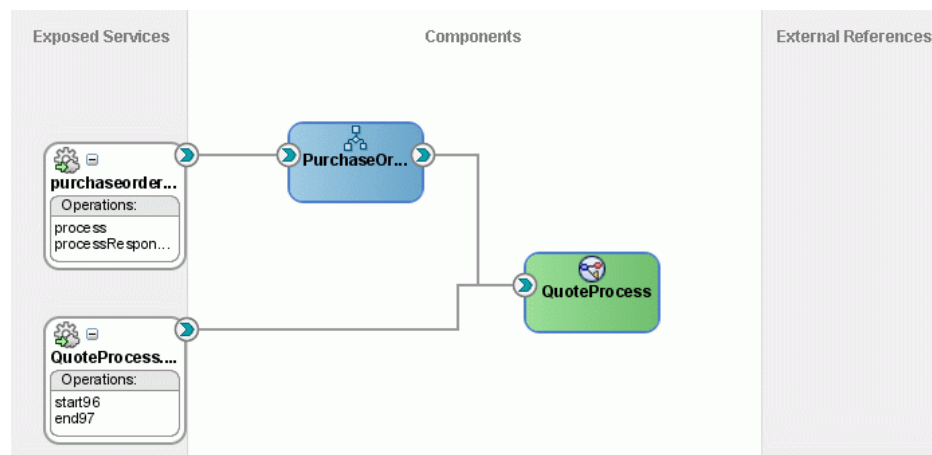 Exposed Services
Components
External References
purchaseorder...
Operations:
process
processRespon...
PurchaseOr...
QuoteProcess
QuoteProcess....
Operations:
start96
end97